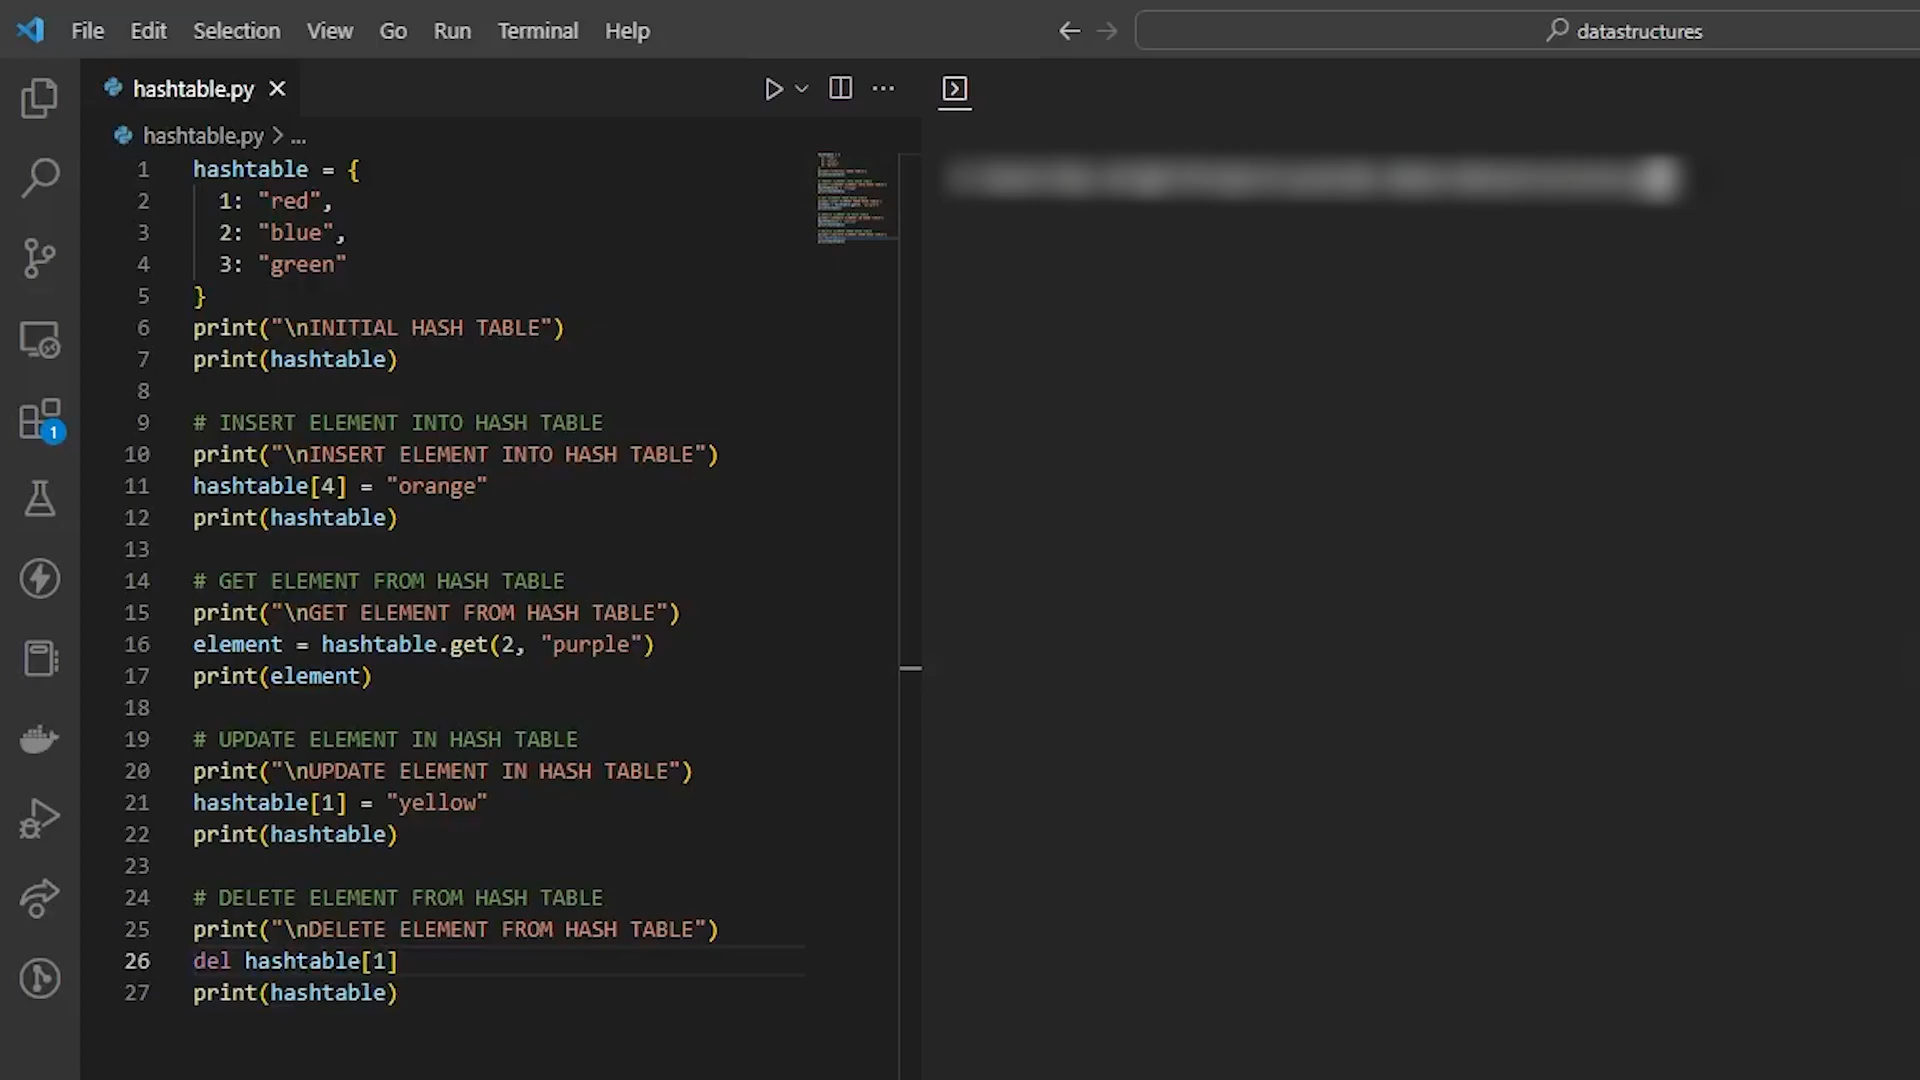 File Edit Selection View Go Run Terminal Help
datastructures
hashtable.py
hashtable.py > ...
1 hashtable = {
2 1: "red",
3 2: "blue",
4 3: "green"
5 }
6 print("\nINITIAL HASH TABLE")
7 print(hashtable)
8
9 # INSERT ELEMENT INTO HASH TABLE
10 print("\nINSERT ELEMENT INTO HASH TABLE")
11 hashtable[4] = "orange"
12 print(hashtable)
13
14 # GET ELEMENT FROM HASH TABLE
15 print("\nGET ELEMENT FROM HASH TABLE")
16 element = hashtable.get(2, "purple")
17 print(element)
18
19 # UPDATE ELEMENT IN HASH TABLE
20 print("\nUPDATE ELEMENT IN HASH TABLE")
21 hashtable[1] = "yellow"
22 print(hashtable)
23
24 # DELETE ELEMENT FROM HASH TABLE
25 print("\nDELETE ELEMENT FROM HASH TABLE")
26 del hashtable[1]
27 print(hashtable)
1